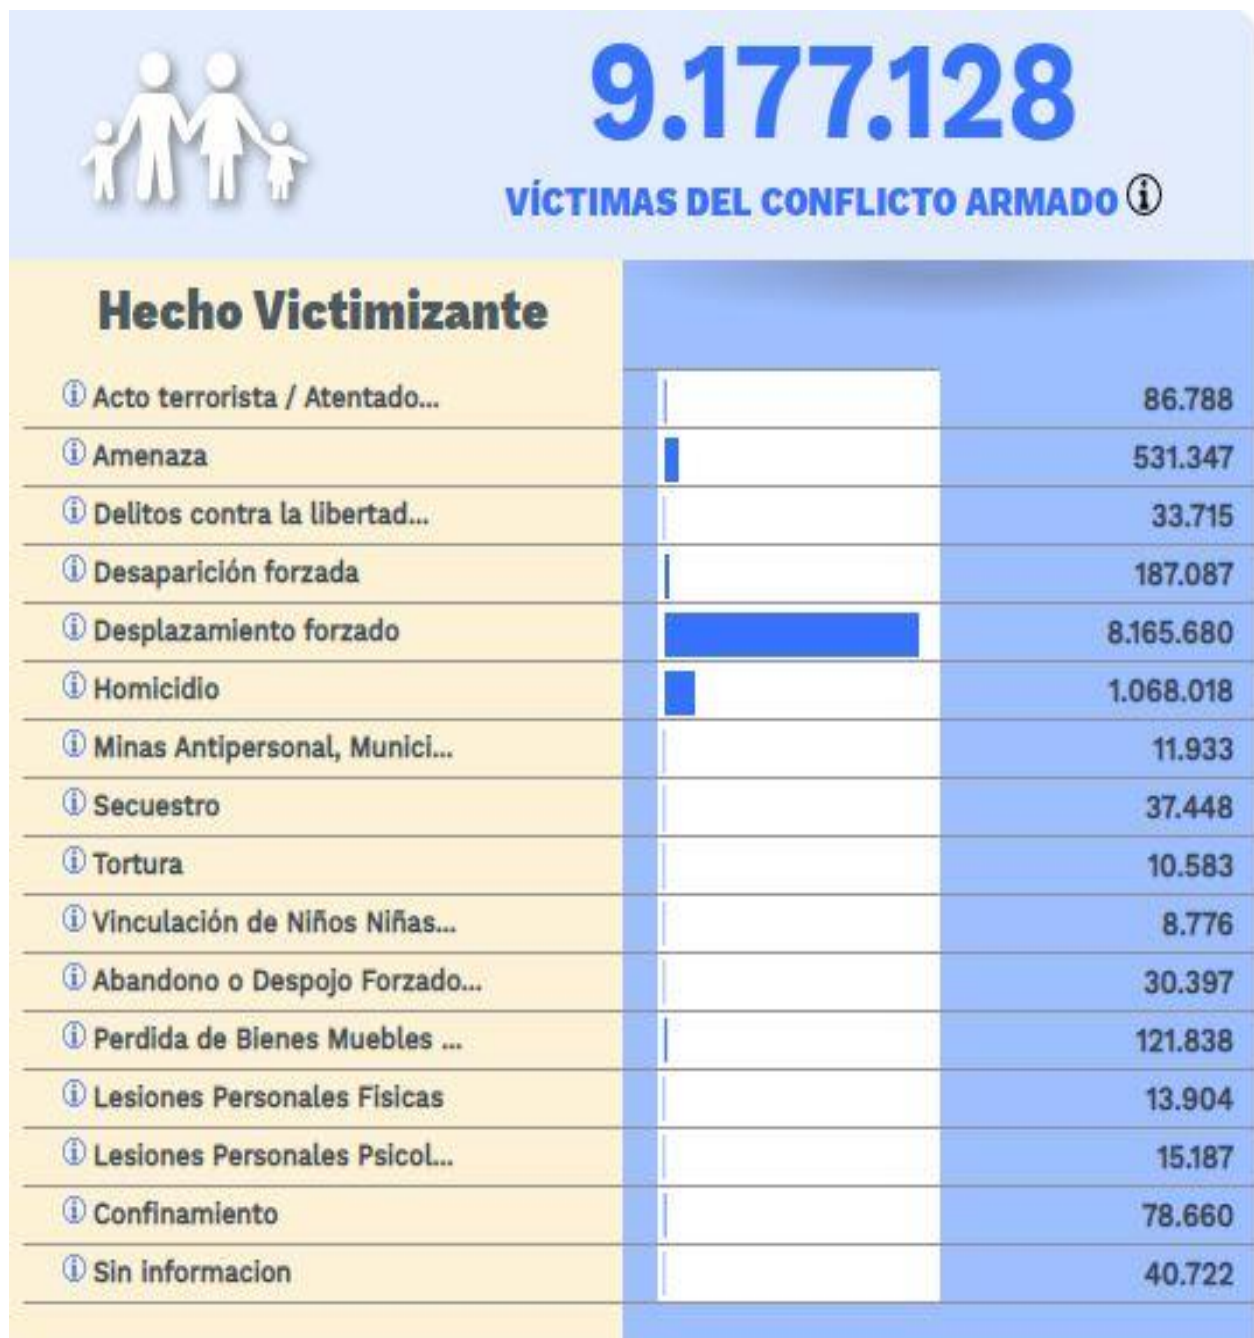 9.177.128
VÍCTIMAS DEL CONFLICTO ARMADO
Hecho Victimizante
Acto terrorista / Atentado... 86.788
Amenaza 531.347
Delitos contra la libertad... 33.715
Desaparición forzada 187.087
Desplazamiento forzado 8.165.680
Homicidio 1.068.018
Minas Antipersonal, Munici... 11.933
Secuestro 37.448
Tortura 10.583
Vinculación de Niños Niñas... 8.776
Abandono o Despojo Forzado... 30.397
Perdida de Bienes Muebles ... 121.838
Lesiones Personales Fisicas 13.904
Lesiones Personales Psicol... 15.187
Confinamiento 78.660
Sin informacion 40.722